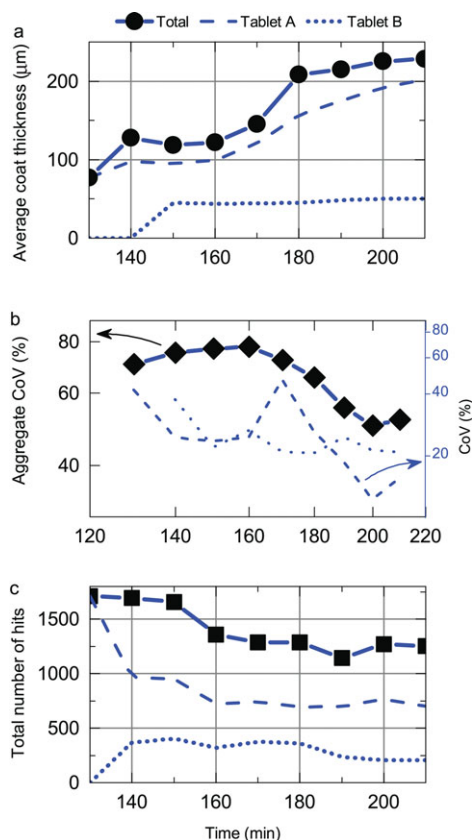 Total Tablet A Tablet B
a
Average coat thickness (μm)
200
100
0
140 160 180 200
b
Aggregate CoV (%)
80
60
40
80
60
40
20
CoV (%)
120 140 160 180 200 220
c
Total number of hits
1500
1000
500
0
140 160 180 200
Time (min)